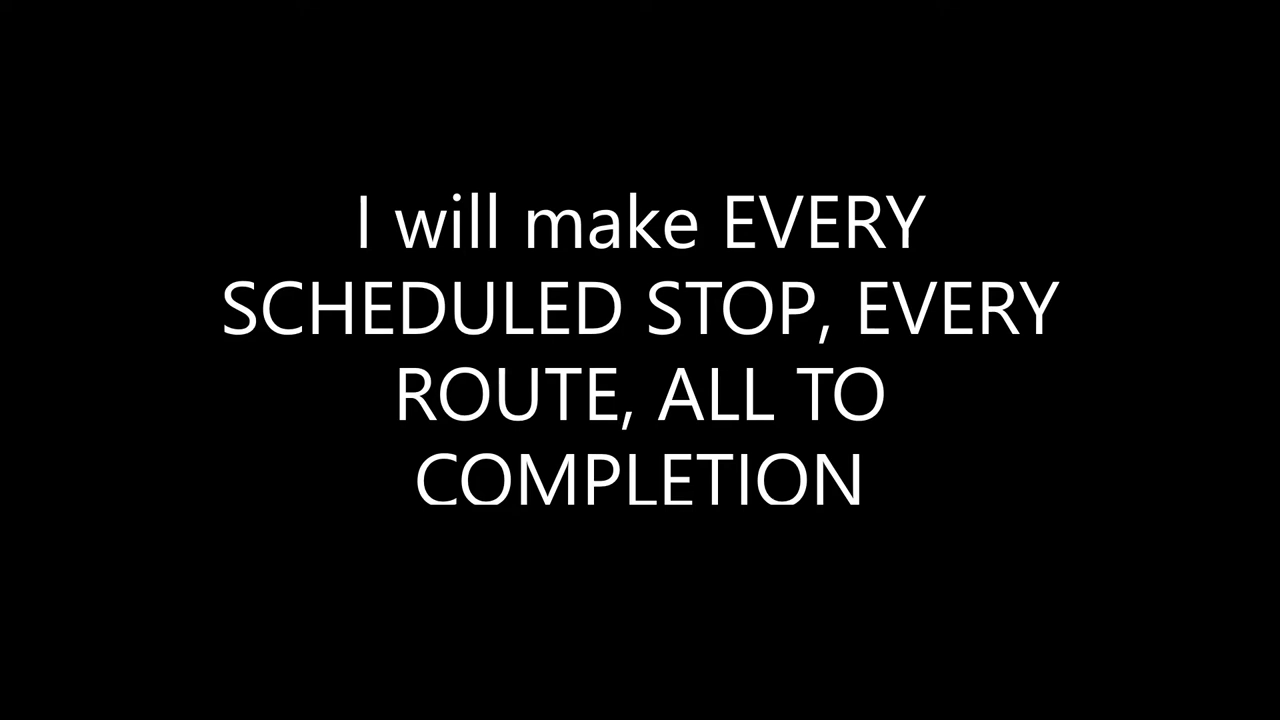 I will make EVERY
SCHEDULED STOP, EVERY
ROUTE, ALL TO
COMPLETION